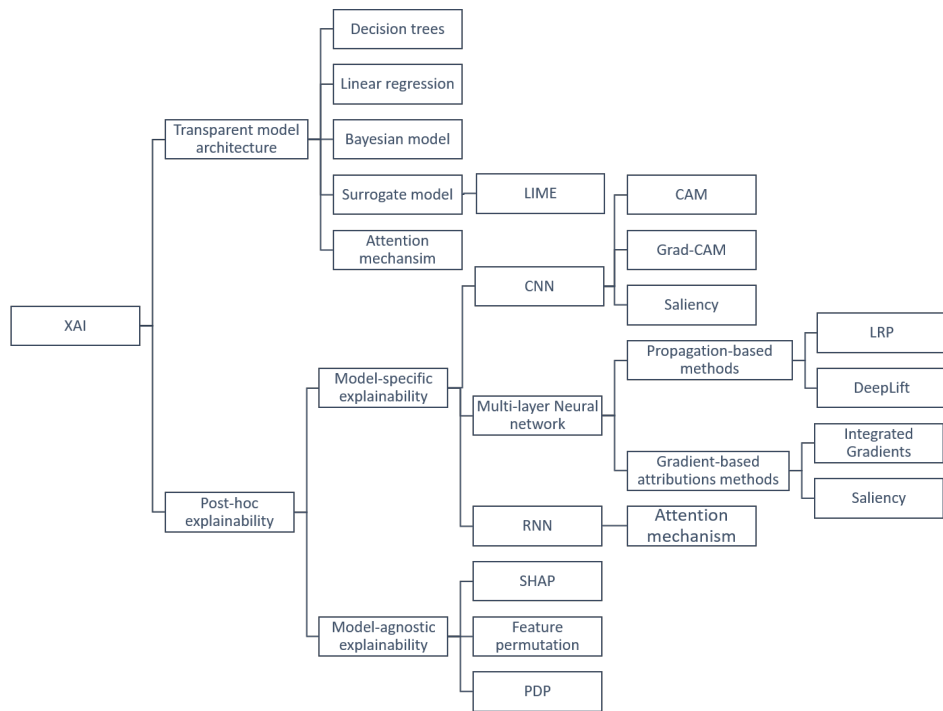 Decision trees
Linear regression
Transparent model
architecture
Bayesian model
Surrogate model
LIME
CAM
Attention
mechansim
Grad-CAM
CNN
Saliency
XAI
LRP
Propagation-based
methods
Model-specific
explainability
DeepLift
Multi-layer Neural
network
Integrated
Gradients
Gradient-based
attributions methods
Saliency
Post-hoc
explainability
RNN
Attention
mechanism
SHAP
Model-agnostic
explainability
Feature
permutation
PDP